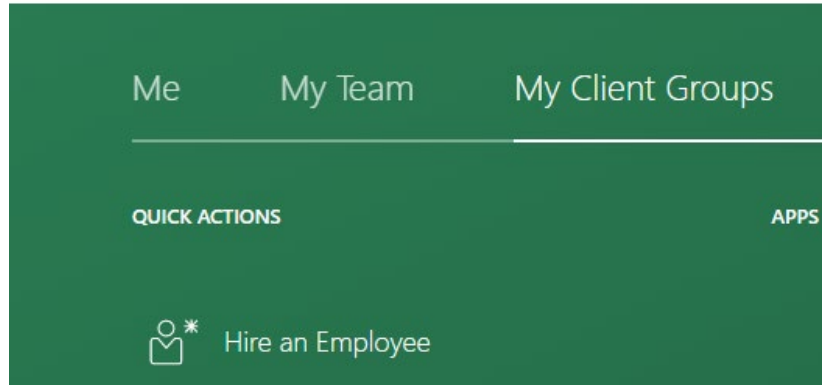 Me My Team My Client Groups
QUICK ACTIONS APPS
Hire an Employee